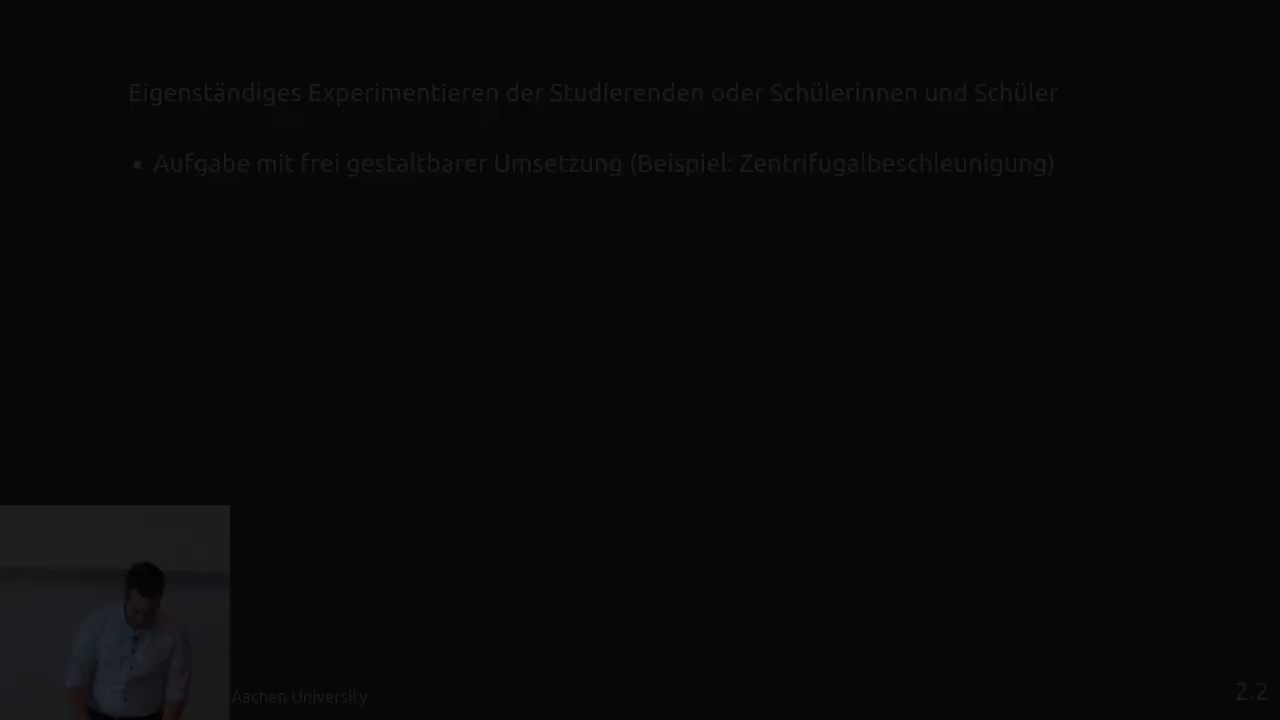 Eigenständiges Experimentieren der Studierenden oder Schülerinnen und Schüler
• Aufgabe mit frei gestaltbarer Umsetzung (Beispiel: Zentrifugalbeschleunigung)
Aachen University
2.2